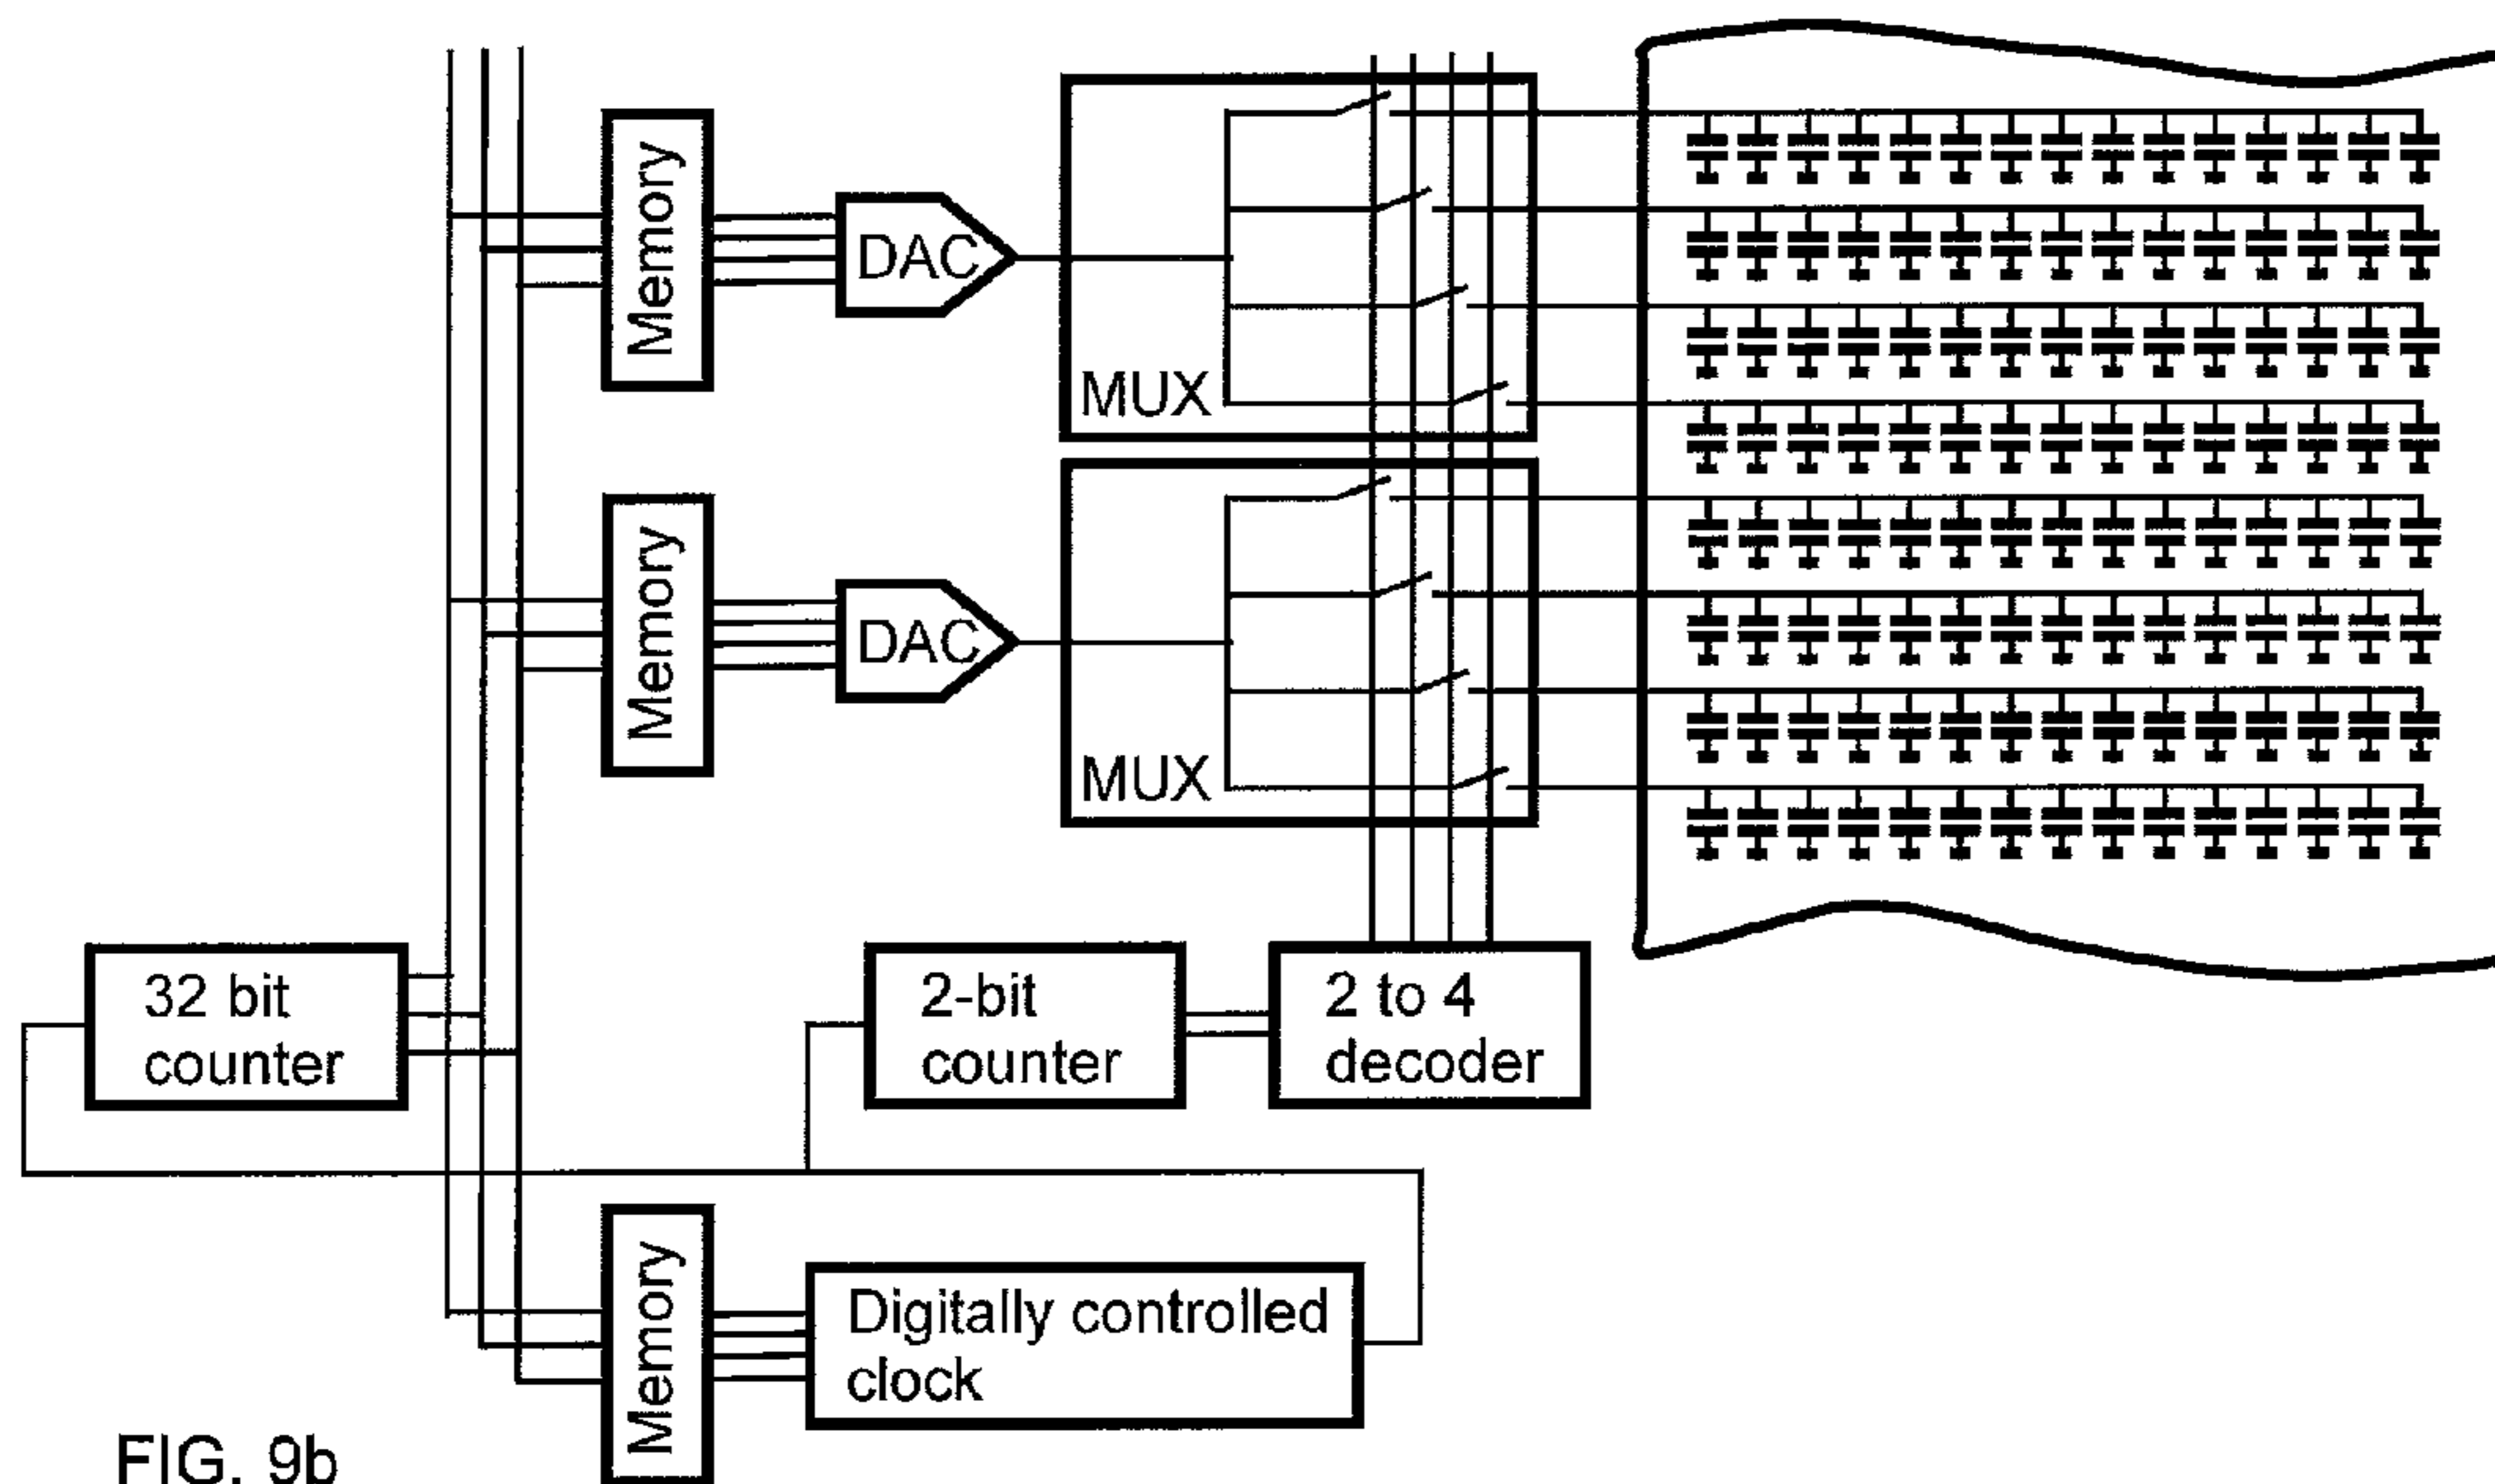 Memory
DAC
MUX
Memory
DAC
MUX
32 bit
counter
2-bit
counter
2 to 4
decoder
Memory
Digitally controlled
clock
FIG. 9b